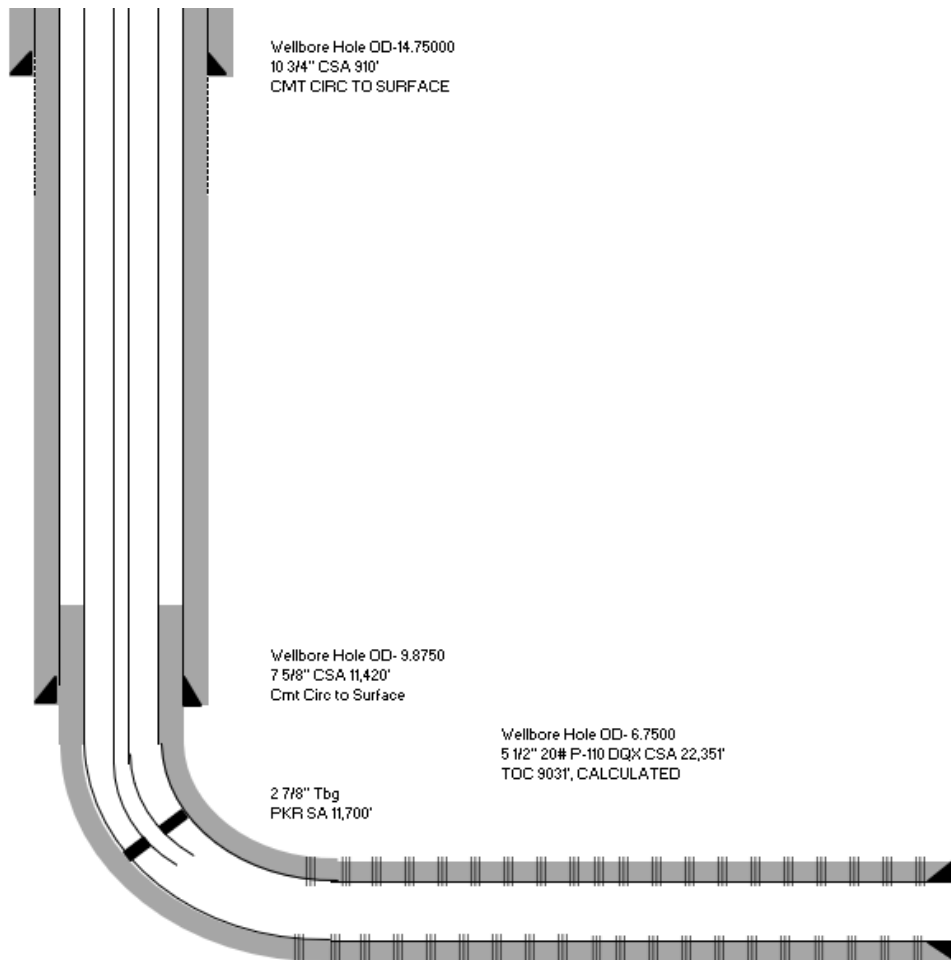 Wellbore Hole OD-14.75000
10 3/4" CSA 910'
CMT CIRC TO SURFACE
Wellbore Hole OD- 9.8750
7 5/8" CSA 11,420'
Cmt Circ to Surface
Wellbore Hole OD- 6.7500
5 1/2" 20# P-110 DQX CSA 22,351'
TOC 9031', CALCULATED
2 7/8" Tbg
PKR SA 11,700'